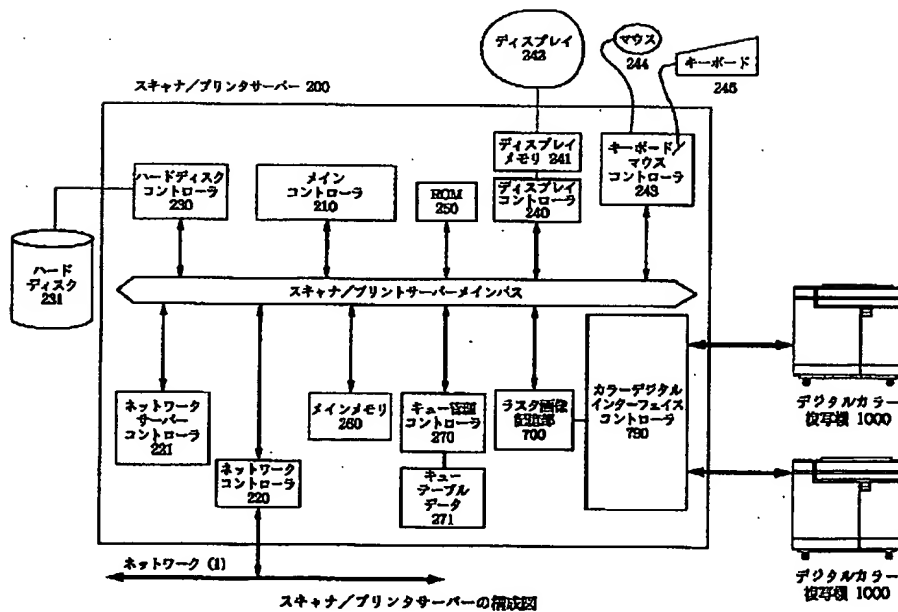 ディスプレイ
242
マウス
244
キーボード
245
スキャナ／プリンタサーバー 200
ハードディスク
コントローラ
230
メイン
コントローラ
210
ROM
250
ディスプレイ
メモリ 241
ディスプレイ
コントローラ
240
キーボード
マウス
コントローラ
243
ハード
ディスク
231
スキャナ／プリントサーバーメインバス
ネットワーク
サーバー
コントローラ
221
ネットワーク
コントローラ
220
メインメモリ
260
キュー管理
コントローラ
270
キュー
テーブル
データ
271
ラスタ画像
記憶部
700
カラーデジタル
インターフェイス
コントローラ
790
デジタルカラー
複写機 1000
デジタルカラー
複写機 1000
ネットワーク (1)
スキャナ／プリンタサーバーの構成図